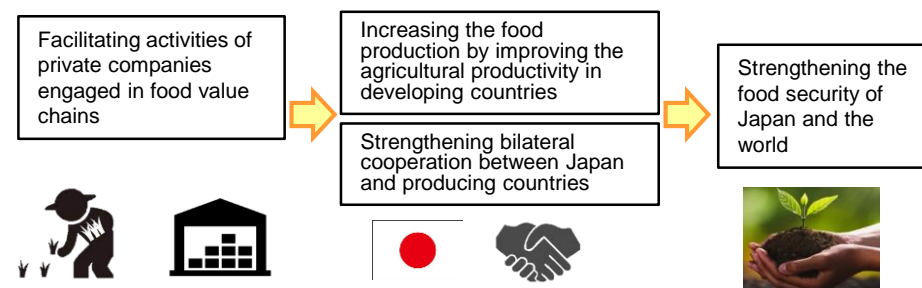 Facilitating activities of
private companies
engaged in food value
chains
Increasing the food
production by improving the
agricultural productivity in
developing countries
Strengthening bilateral
cooperation between Japan
and producing countries
Strengthening the
food security of
Japan and the
world